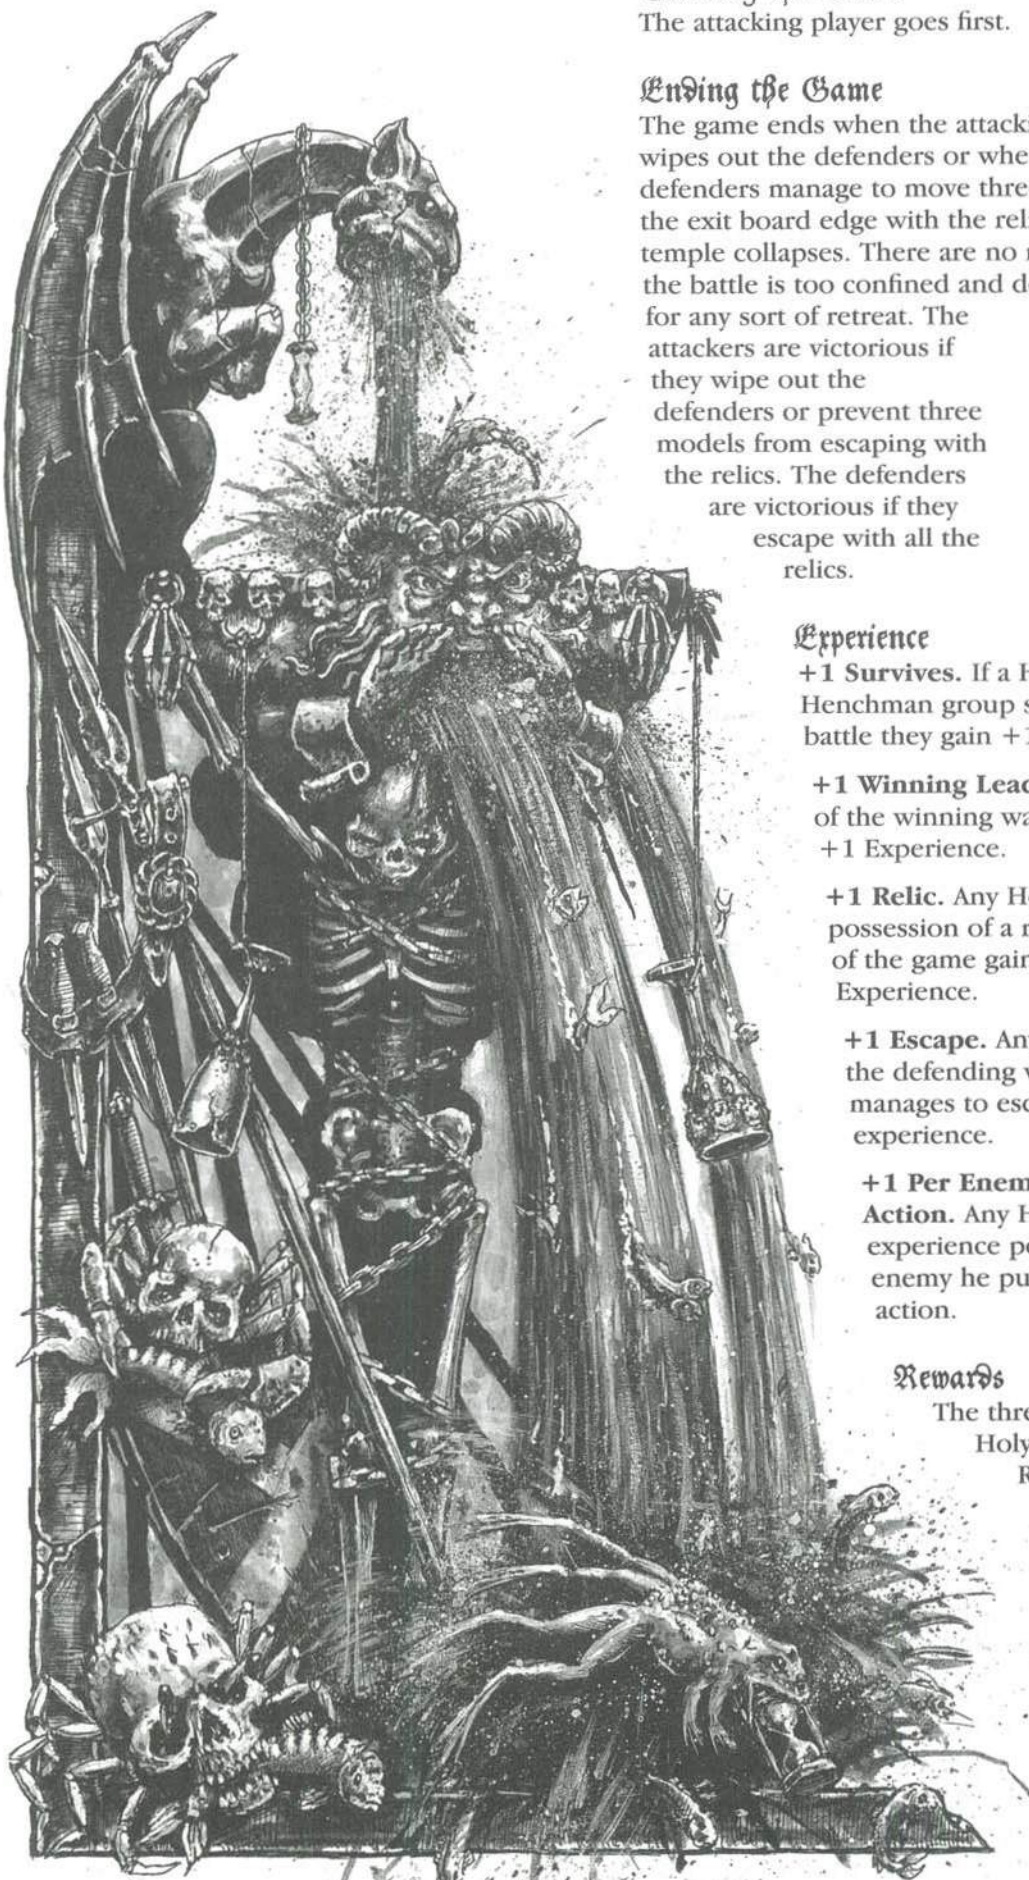 The attacking player goes first.
Ending the Game
The game ends when the attack
wipes out the defenders or whe
defenders manage to move thre
the exit board edge with the rel
temple collapses. There are no
the battle is too confined and d
for any sort of retreat. The
attackers are victorious if
they wipe out the
defenders or prevent three
models from escaping with
the relics. The defenders
are victorious if they
escape with all the
relics.
Experience
+1 Survives. If a H
Henchman group s
battle they gain +1
+1 Winning Lead
of the winning wa
+1 Experience.
+1 Relic. Any H
possession of a r
of the game gain
Experience.
+1 Escape. An
the defending
manages to esc
experience.
+1 Per Enem
Action. Any H
experience po
enemy he pu
action.
Rewards
The thre
Holy
R